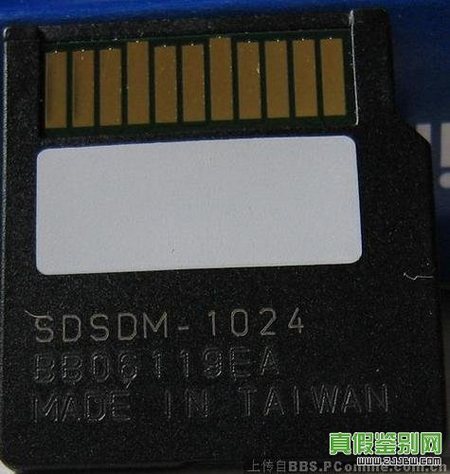 SDSDM-1024
BB06119EA
MADE IN TAIWAN
真假鉴别网
上传自BBS.PConline.com.cn